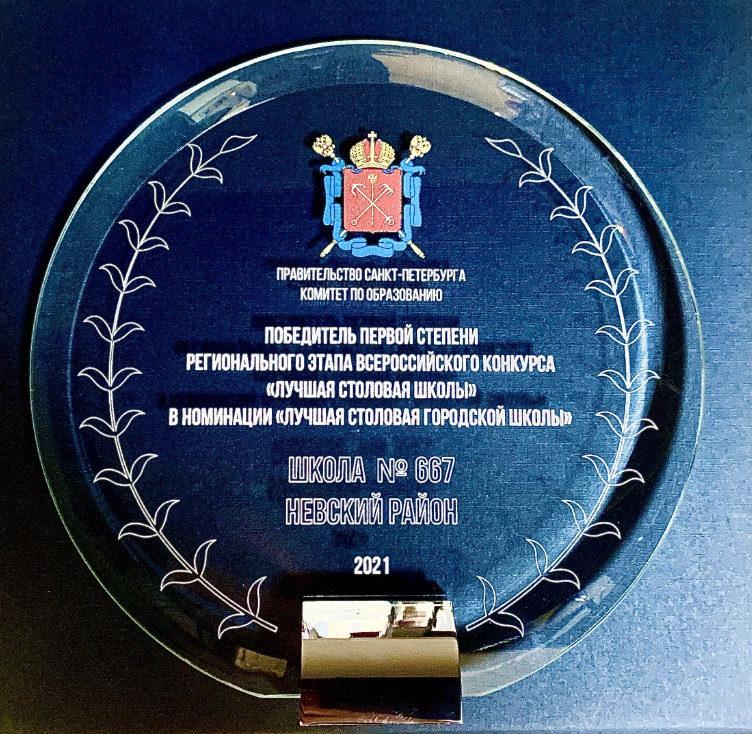 ПРАВИТЕЛЬСТВО САНКТ-ПЕТЕРБУРГА
КОМИТЕТ ПО ОБРАЗОВАНИЮ
ПОБЕДИТЕЛЬ ПЕРВОЙ СТЕПЕНИ
РЕГИОНАЛЬНОГО ЭТАПА ВСЕРОССИЙСКОГО КОНКУРСА
«ЛУЧШАЯ СТОЛОВАЯ ШКОЛЫ»
В НОМИНАЦИИ «ЛУЧШАЯ СТОЛОВАЯ ГОРОДСКОЙ ШКОЛЫ»
ШКОЛА № 667
НЕВСКИЙ РАЙОН
2021